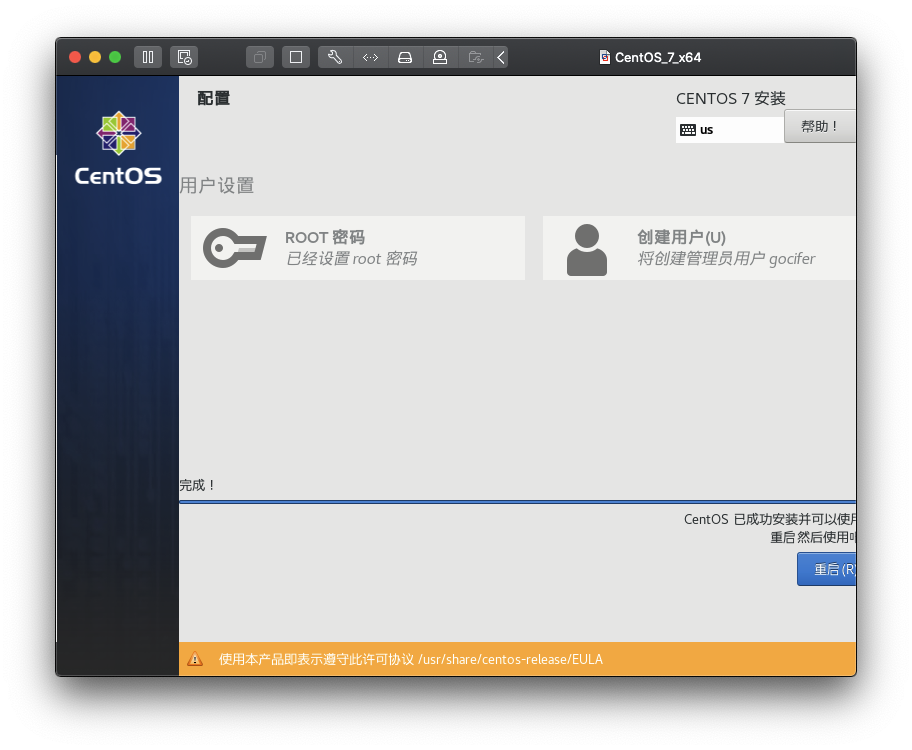 CentOS_7_x64
CentOS
配置
CENTOS 7 安装
us
帮助！
用户设置
ROOT 密码
已经设置 root 密码
创建用户(U)
将创建管理员用户 gocifer
完成！
CentOS 已成功安装并可以使用
重启然后使用吧
重启(R)
使用本产品即表示遵守此许可协议 /usr/share/centos-release/EULA